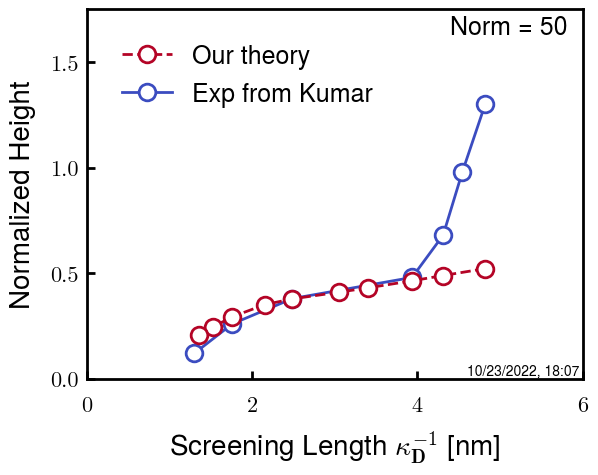 Norm = 50
Our theory
Exp from Kumar
Normalized Height
1.5
1.0
0.5
0.0
10/23/2022, 18:07
0 2 4 6
Screening Length κ_D^{-1} [nm]